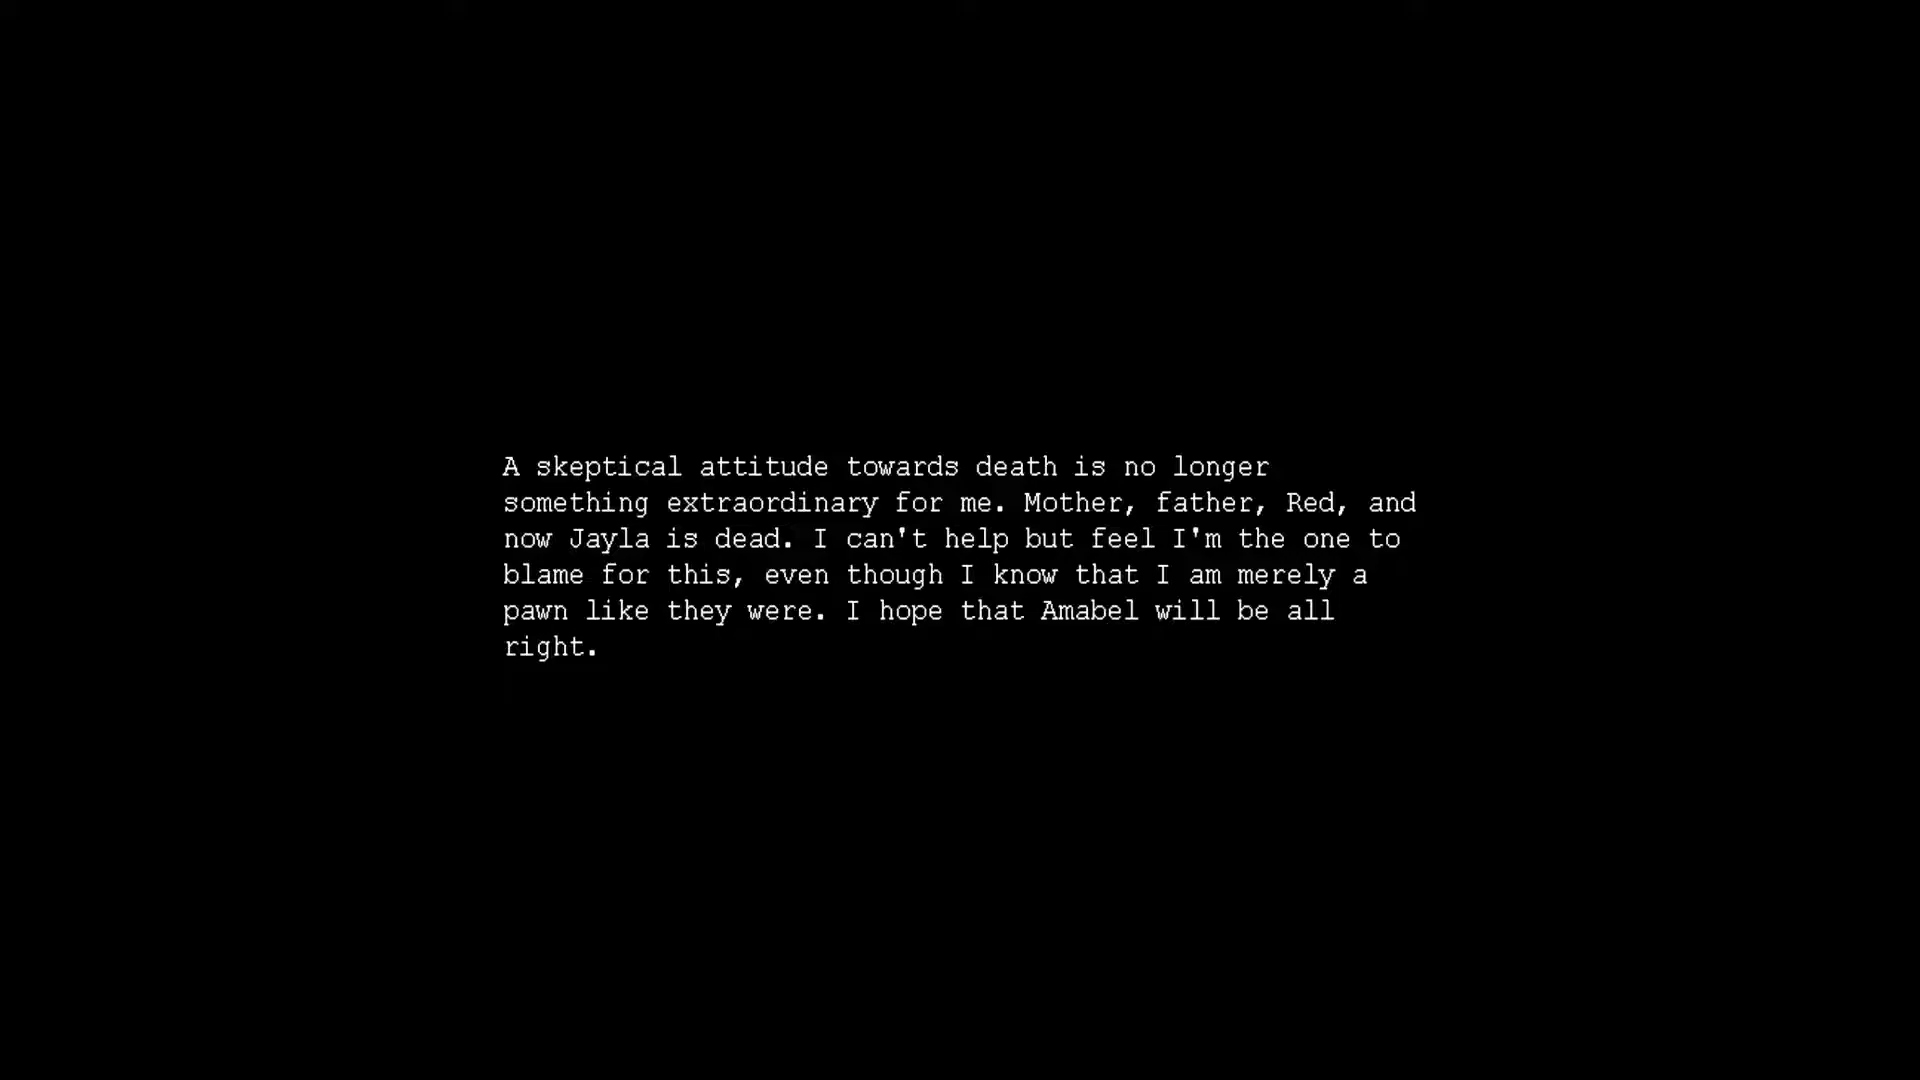 A skeptical attitude towards death is no longer
something extraordinary for me. Mother, father, Red, and
now Jayla is dead. I can't help but feel I'm the one to
blame for this, even though I know that I am merely a
pawn like they were. I hope that Amabel will be all
right.